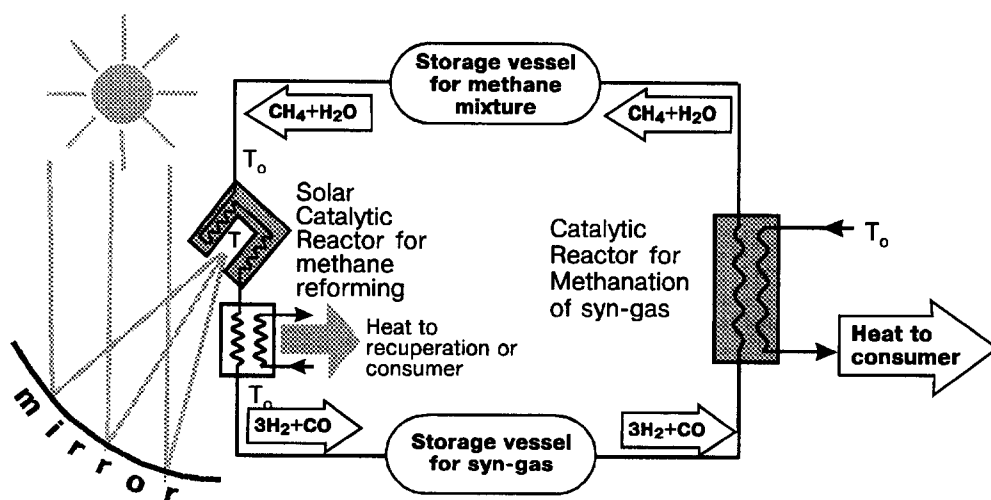 Storage vessel
for methane
mixture
CH₄+H₂O
CH₄+H₂O
Tₒ
Solar
Catalytic
Reactor for
methane
reforming
T
Catalytic
Reactor for
Methanation
of syn-gas
Tₒ
Heat to
recuperation or
consumer
Heat to
consumer
Tₒ
mirror
3H₂+CO
3H₂+CO
Storage vessel
for syn-gas